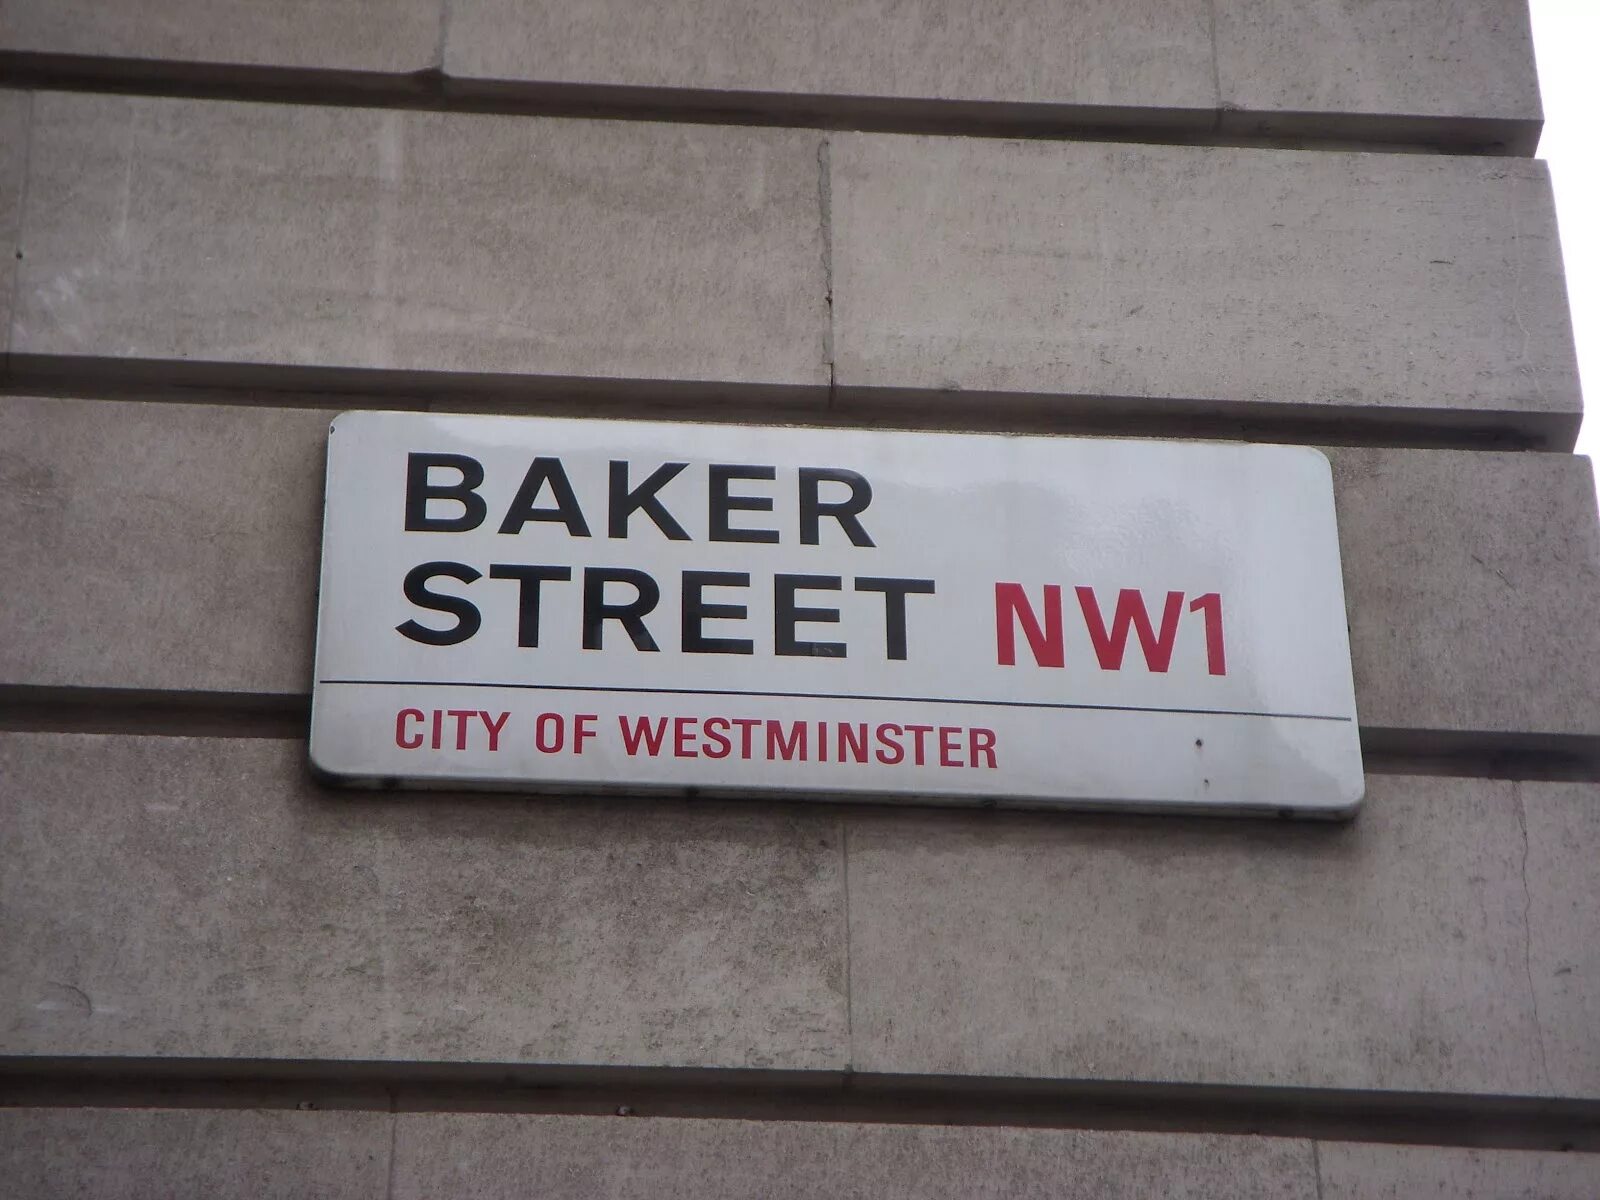 BAKER
STREET NW1
CITY OF WESTMINSTER